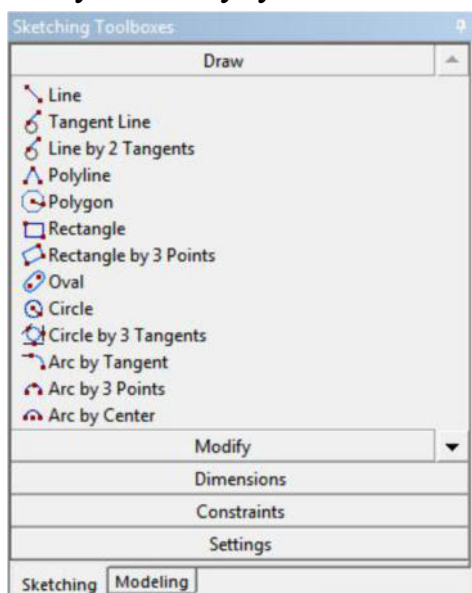 Sketching Toolboxes
Draw
Line
Tangent Line
Line by 2 Tangents
Polyline
Polygon
Rectangle
Rectangle by 3 Points
Oval
Circle
Circle by 3 Tangents
Arc by Tangent
Arc by 3 Points
Arc by Center
Modify
Dimensions
Constraints
Settings
Sketching Modeling